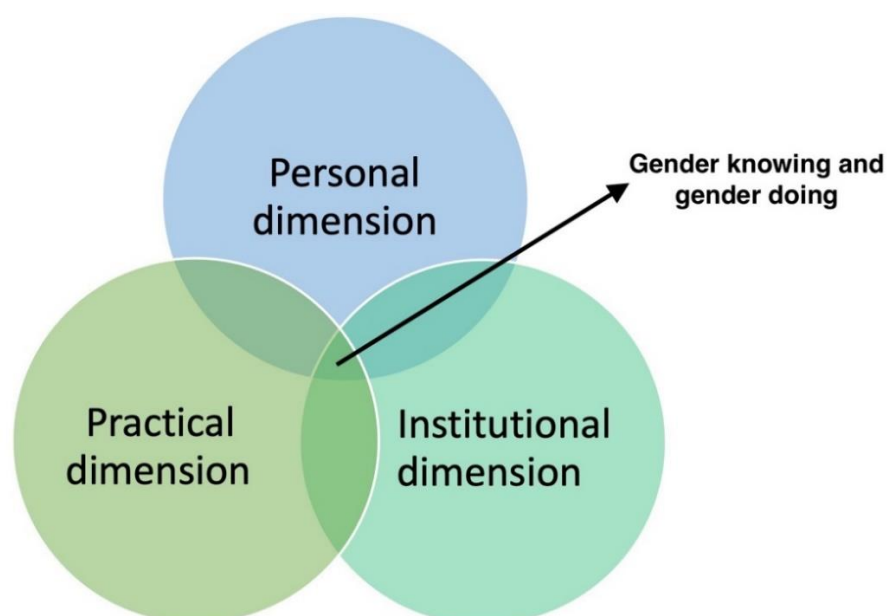 Personal
dimension
Gender knowing and
gender doing
Practical
dimension
Institutional
dimension